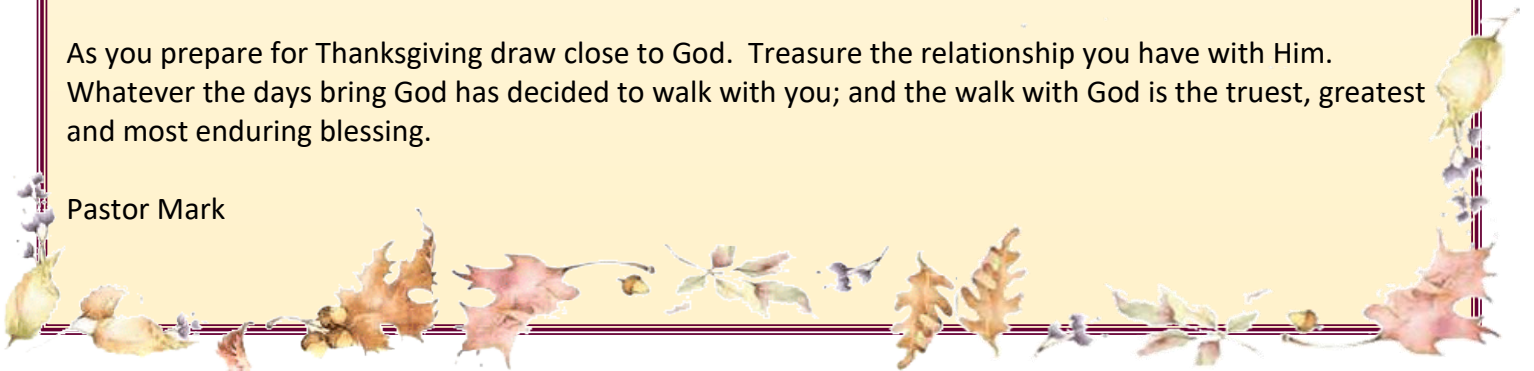 As you prepare for Thanksgiving draw close to God.  Treasure the relationship you have with Him.
Whatever the days bring God has decided to walk with you; and the walk with God is the truest, greatest
and most enduring blessing.
Pastor Mark